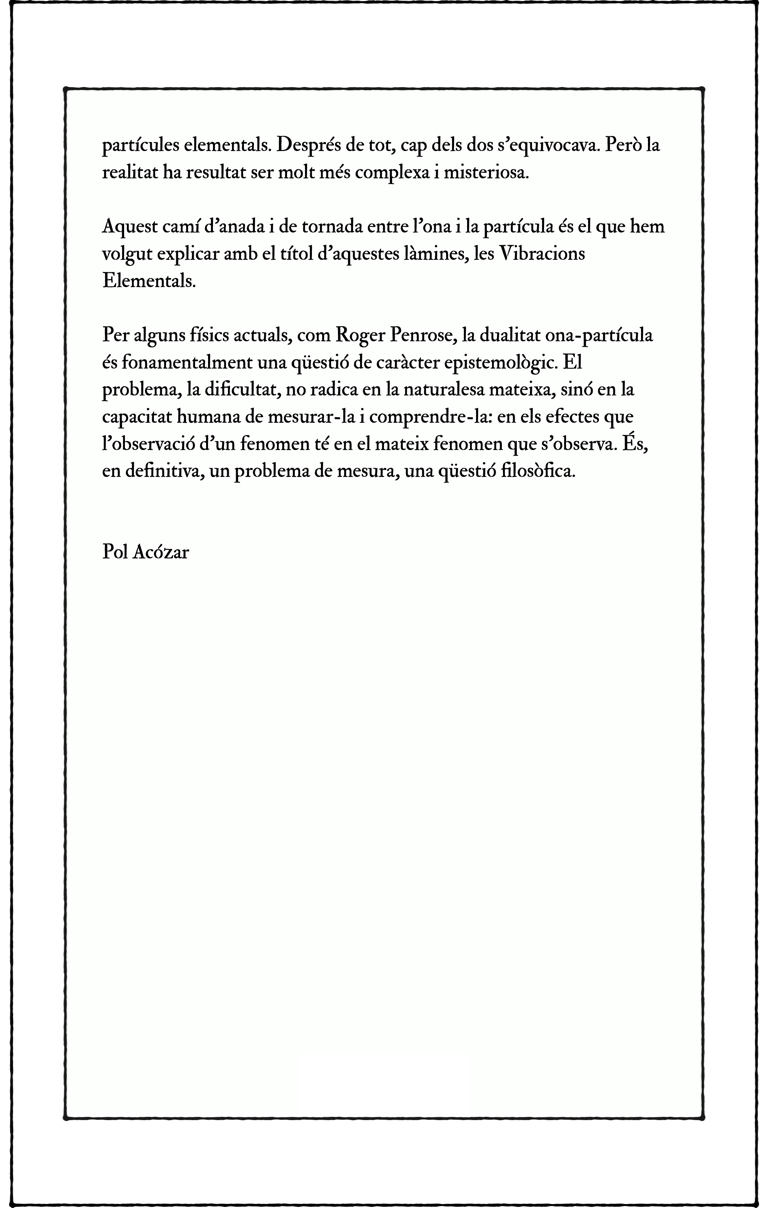 partícules elementals. Després de tot, cap dels dos s’equivocava. Però la
realitat ha resultat ser molt més complexa i misteriosa.
Aquest camí d’anada i de tornada entre l’ona i la partícula és el que hem
volgut explicar amb el títol d’aquestes làmines, les Vibracions
Elementals.
Per alguns físics actuals, com Roger Penrose, la dualitat ona-partícula
és fonamentalment una qüestió de caràcter epistemològic. El
problema, la dificultat, no radica en la naturalesa mateixa, sinó en la
capacitat humana de mesurar-la i comprendre-la: en els efectes que
l’observació d’un fenomen té en el mateix fenomen que s’observa. És,
en definitiva, un problema de mesura, una qüestió filosòfica.
Pol Acózar